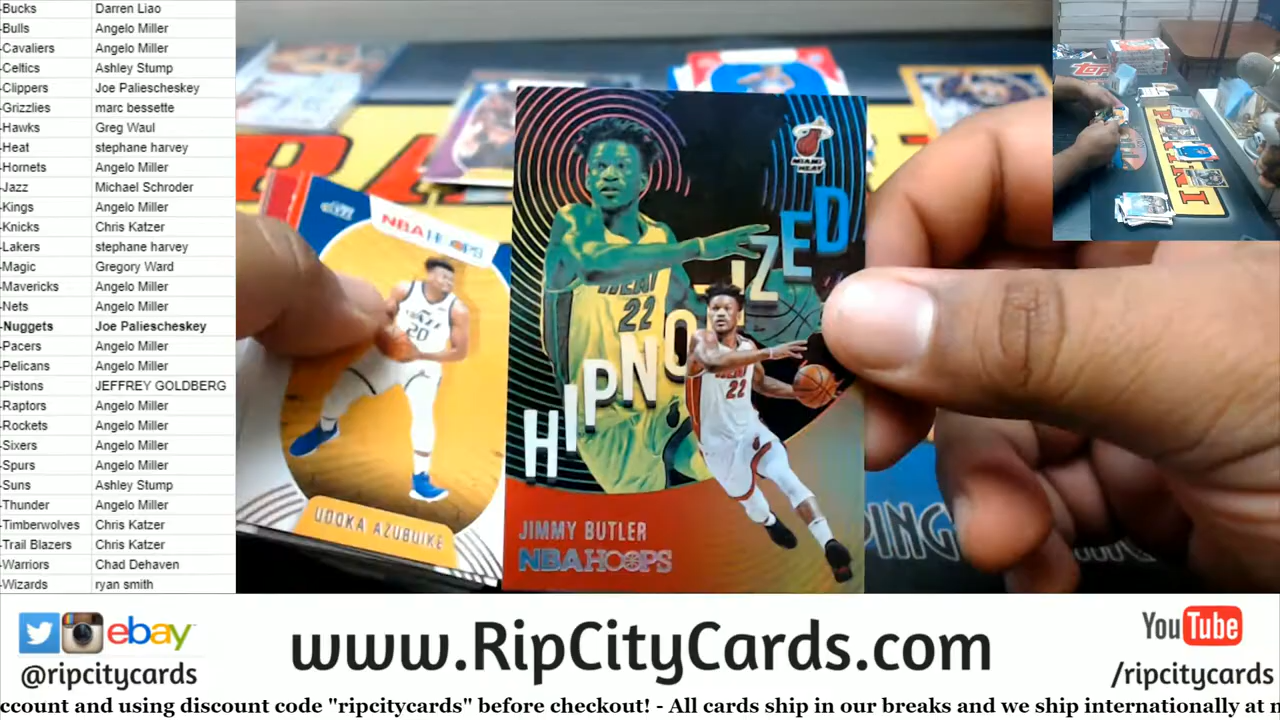 -Bucks Darren Liao
-Bulls Angelo Miller
-Cavaliers Angelo Miller
-Celtics Ashley Stump
-Clippers Joe Paliescheskey
-Grizzlies marc bessette
-Hawks Greg Waul
-Heat stephane harvey
-Hornets Angelo Miller
-Jazz Michael Schroder
-Kings Angelo Miller
-Knicks Chris Katzer
-Lakers stephane harvey
-Magic Gregory Ward
-Mavericks Angelo Miller
-Nets Angelo Miller
-Nuggets Joe Paliescheskey
-Pacers Angelo Miller
-Pelicans Angelo Miller
-Pistons JEFFREY GOLDBERG
-Raptors Angelo Miller
-Rockets Angelo Miller
-Sixers Angelo Miller
-Spurs Angelo Miller
-Suns Ashley Stump
-Thunder Angelo Miller
-Timberwolves Chris Katzer
-Trail Blazers Chris Katzer
-Warriors Chad Dehaven
-Wizards ryan smith
NBA HOOPS
20
UDOKA AZUBUIKE
MIAMI
HEAT
HIPNOTIZED
22
22
JIMMY BUTLER
NBA HOOPS
PANINI
ebay
@ripcitycards
www.RipCityCards.com
YouTube
/ripcitycards
ccount and using discount code "ripcitycards" before checkout! - All cards ship in our breaks and we ship internationally at